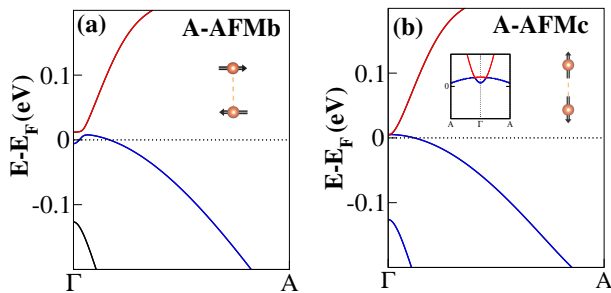 (a)
A-AFMb
E-E_F(eV)
0.1
0
-0.1
Γ
A
(b)
A-AFMc
E-E_F(eV)
0.1
0
-0.1
0
A
Γ
A
Γ
A